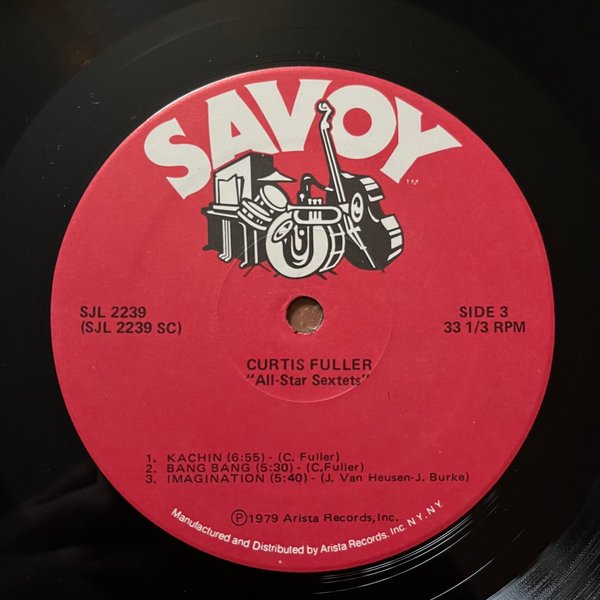 SAVOY
TM
SJL 2239
(SJL 2239 SC)
SIDE 3
33 1/3 RPM
CURTIS FULLER
"All-Star Sextets"
1. KACHIN (6:55) - (C. Fuller)
2. BANG BANG (5:30) - (C.Fuller)
3. IMAGINATION (5:40) - (J. Van Heusen-J. Burke)
Ⓟ1979 Arista Records, Inc.
Manufactured and Distributed by Arista Records, Inc. N.Y. N.Y.